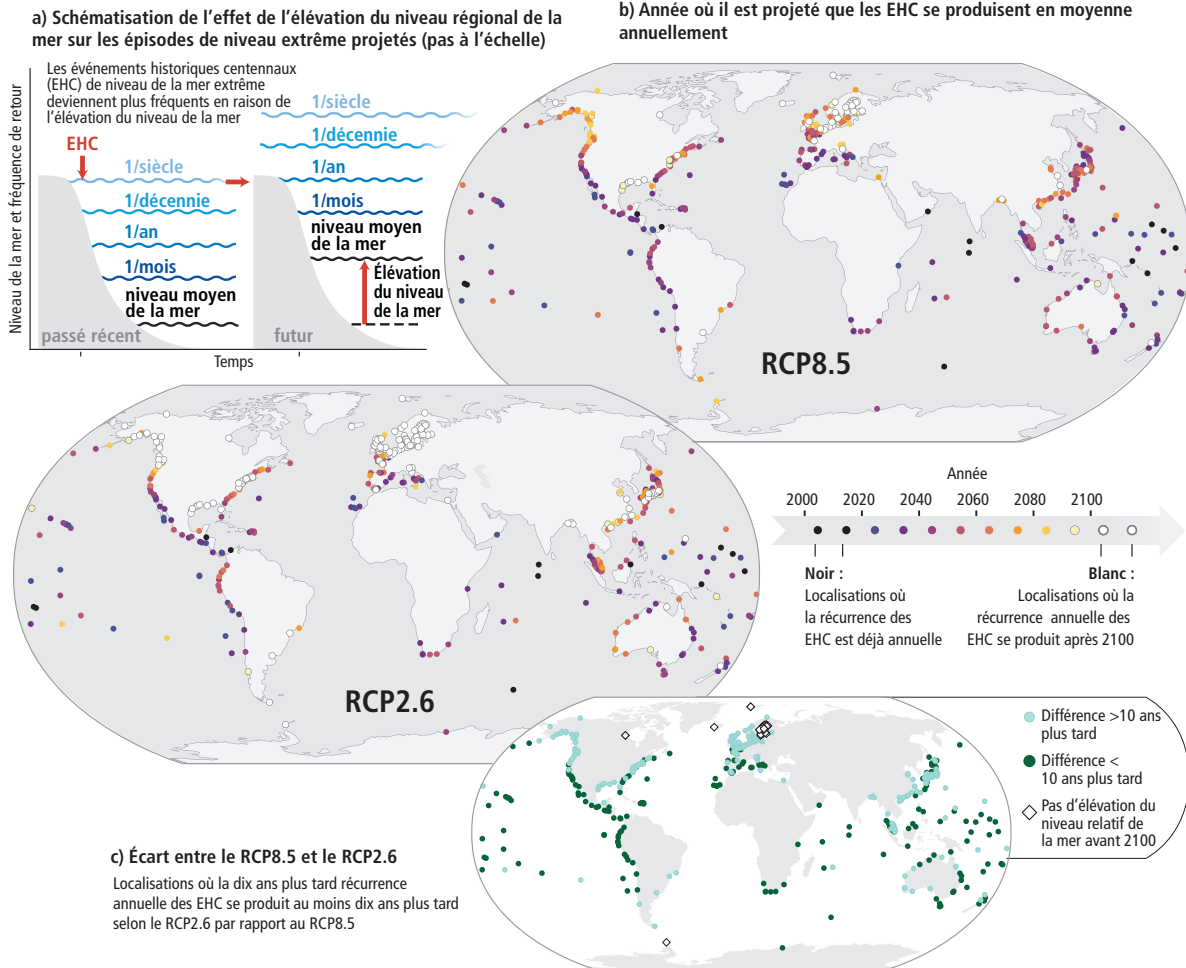 a) Schématisation de l'effet de l'élévation du niveau régional de la
mer sur les épisodes de niveau extrême projetés (pas à l'échelle)
Niveau de la mer et fréquence de retour
Les événements historiques centennaux
(EHC) de niveau de la mer extrême
deviennent plus fréquents en raison de
l'élévation du niveau de la mer
EHC
1/siècle
1/décennie
1/an
1/mois
niveau moyen
de la mer
passé récent
1/siècle
1/décennie
1/an
1/mois
niveau moyen
de la mer
Élévation
du niveau
de la mer
futur
Temps
b) Année où il est projeté que les EHC se produisent en moyenne
annuellement
RCP8.5
RCP2.6
Année
2000 2020 2040 2060 2080 2100
Noir :
Localisations où
la récurrence des
EHC est déjà annuelle
Blanc :
Localisations où la
récurrence annuelle des
EHC se produit après 2100
c) Écart entre le RCP8.5 et le RCP2.6
Localisations où la dix ans plus tard récurrence
annuelle des EHC se produit au moins dix ans plus tard
selon le RCP2.6 par rapport au RCP8.5
Différence >10 ans
plus tard
Différence <
10 ans plus tard
Pas d'élévation du
niveau relatif de
la mer avant 2100